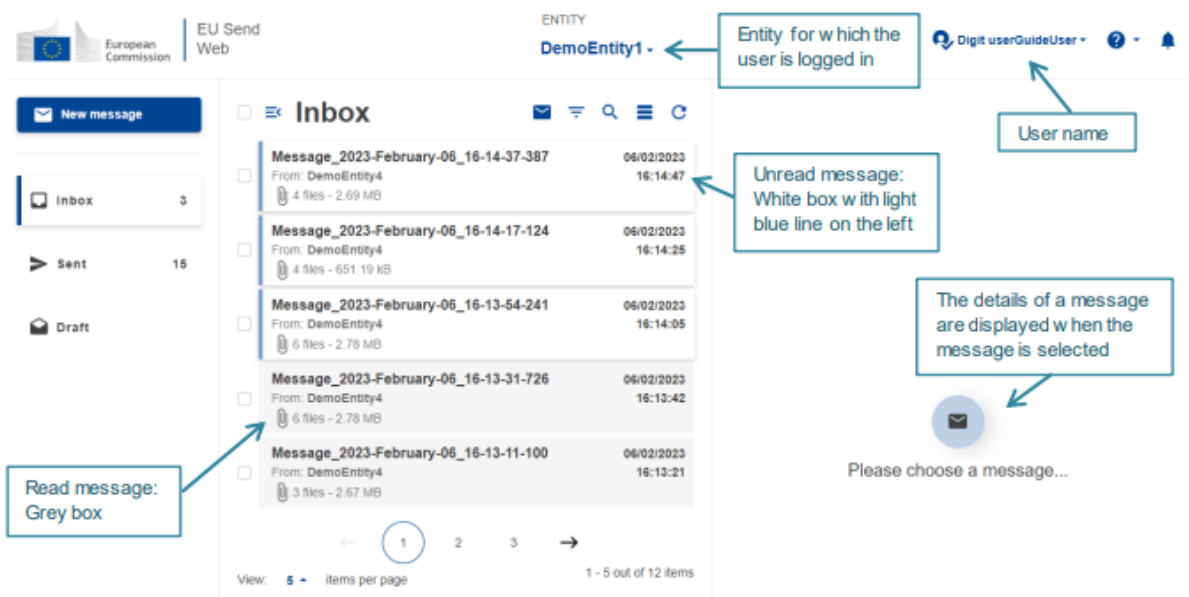 European
Commission
EU Send
Web
ENTITY
DemoEntity1
Entity for which the
user is logged in
Digit userGuideUser
?
User name
New message
Inbox 3
Sent 15
Draft
Inbox
Message_2023-February-06_16-14-37-387 06/02/2023
From: DemoEntity4 16:14:47
4 files - 2.69 MB
Message_2023-February-06_16-14-17-124 06/02/2023
From: DemoEntity4 16:14:25
4 files - 651.19 kB
Message_2023-February-06_16-13-54-241 06/02/2023
From: DemoEntity4 16:14:05
6 files - 2.78 MB
Message_2023-February-06_16-13-31-726 06/02/2023
From: DemoEntity4 16:13:42
6 files - 2.78 MB
Message_2023-February-06_16-13-11-100 06/02/2023
From: DemoEntity4 16:13:21
3 files - 2.67 MB
1 2 3
View: 5 items per page
1 - 5 out of 12 items
Unread message:
White box with light
blue line on the left
The details of a message
are displayed when the
message is selected
Please choose a message...
Read message:
Grey box